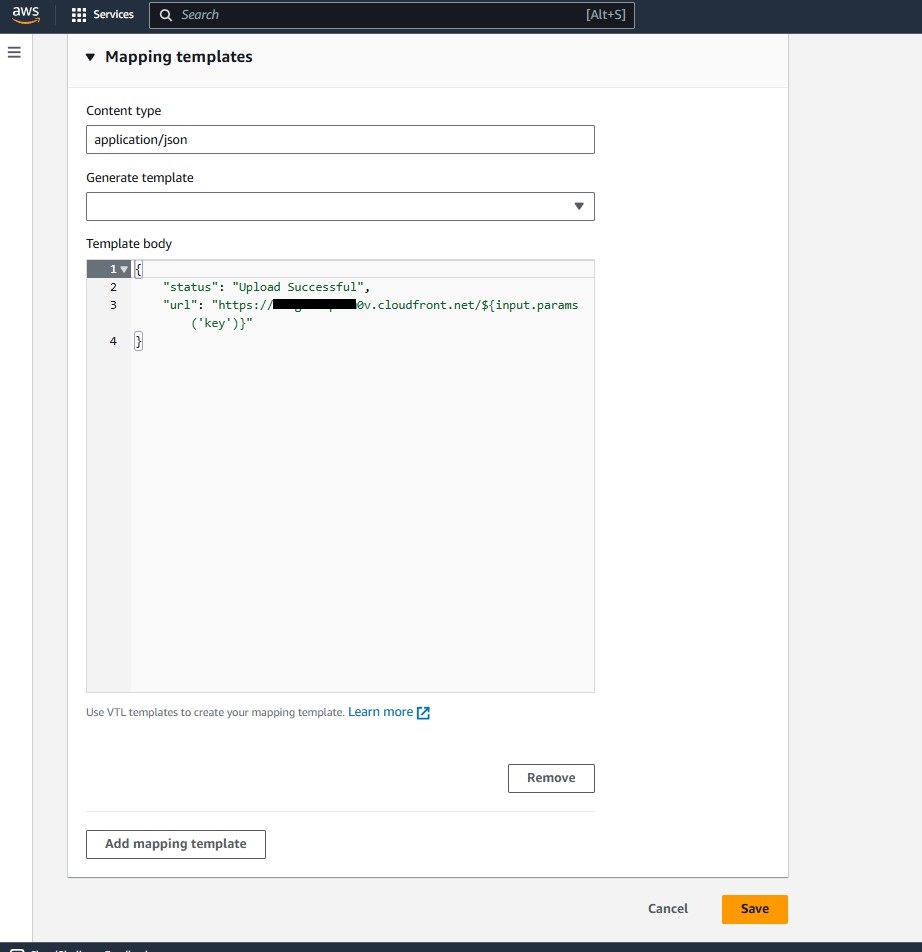 aws
Services
Search
[Alt+S]
Mapping templates
Content type
application/json
Generate template
Template body
1
{
2
"status": "Upload Successful",
3
"url": "https:// 0v.cloudfront.net/${input.params
('key')}"
4
}
Use VTL templates to create your mapping template. Learn more
Remove
Add mapping template
Cancel
Save